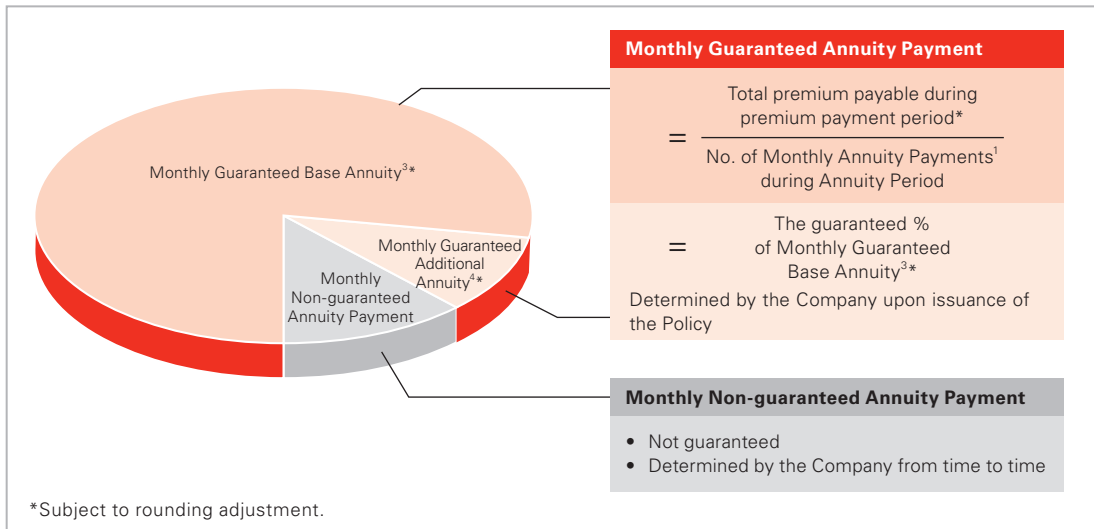 Monthly Guaranteed Base Annuity³*
Monthly Guaranteed
Additional
Annuity⁴*
Monthly
Non-guaranteed
Annuity Payment
Monthly Guaranteed Annuity Payment
=
Total premium payable during
premium payment period*
No. of Monthly Annuity Payments¹
during Annuity Period
=
The guaranteed %
of Monthly Guaranteed
Base Annuity³*
Determined by the Company upon issuance of
the Policy
Monthly Non-guaranteed Annuity Payment
• Not guaranteed
• Determined by the Company from time to time
*Subject to rounding adjustment.